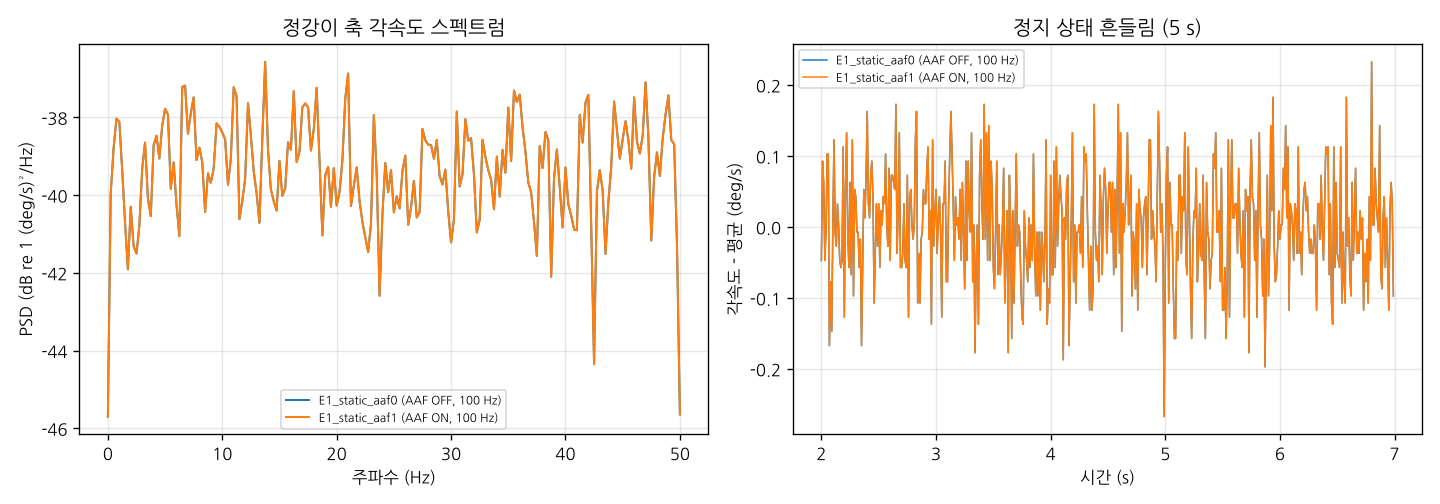 정강이 축 각속도 스펙트럼
PSD (dB re 1 (deg/s)²/Hz)
-38
-40
-42
-44
-46
E1_static_aaf0 (AAF OFF, 100 Hz)
E1_static_aaf1 (AAF ON, 100 Hz)
0 10 20 30 40 50
주파수 (Hz)
정지 상태 흔들림 (5 s)
각속도 - 평균 (deg/s)
E1_static_aaf0 (AAF OFF, 100 Hz)
E1_static_aaf1 (AAF ON, 100 Hz)
0.2
0.1
0.0
-0.1
-0.2
2 3 4 5 6 7
시간 (s)